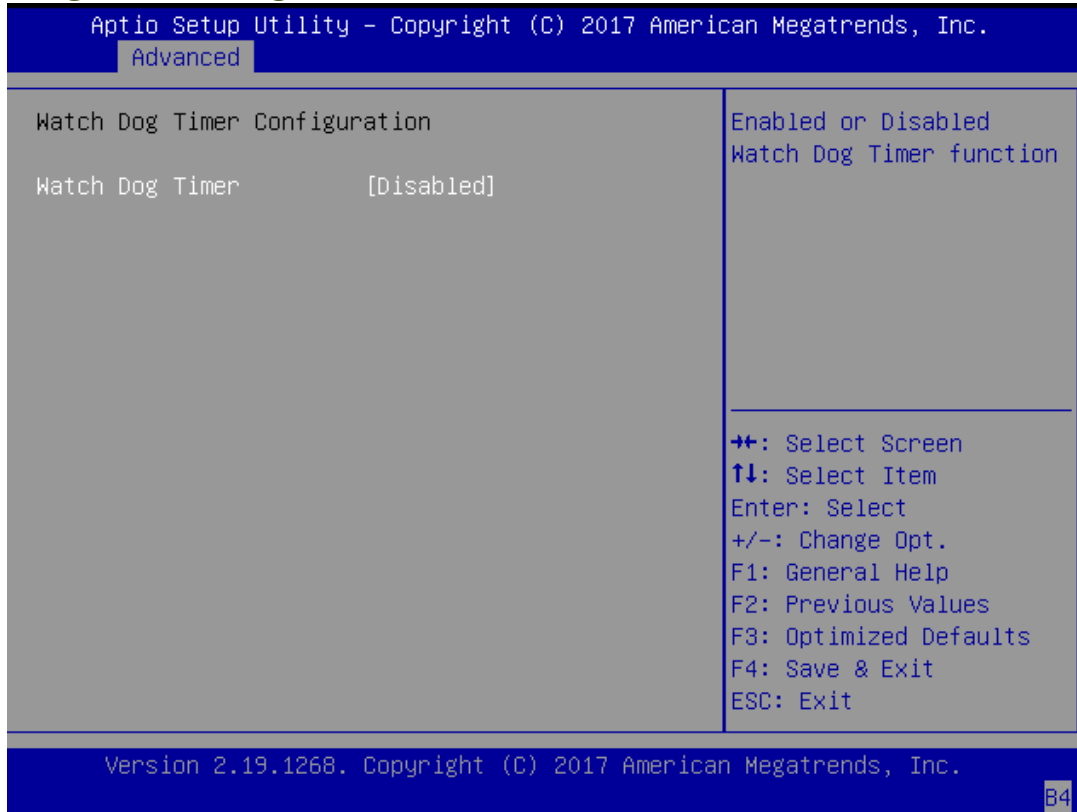 Aptio Setup Utility – Copyright (C) 2017 American Megatrends, Inc.
Advanced
Watch Dog Timer Configuration
Watch Dog Timer [Disabled]
Enabled or Disabled
Watch Dog Timer function
→←: Select Screen
↑↓: Select Item
Enter: Select
+/-: Change Opt.
F1: General Help
F2: Previous Values
F3: Optimized Defaults
F4: Save & Exit
ESC: Exit
Version 2.19.1268. Copyright (C) 2017 American Megatrends, Inc.
B4